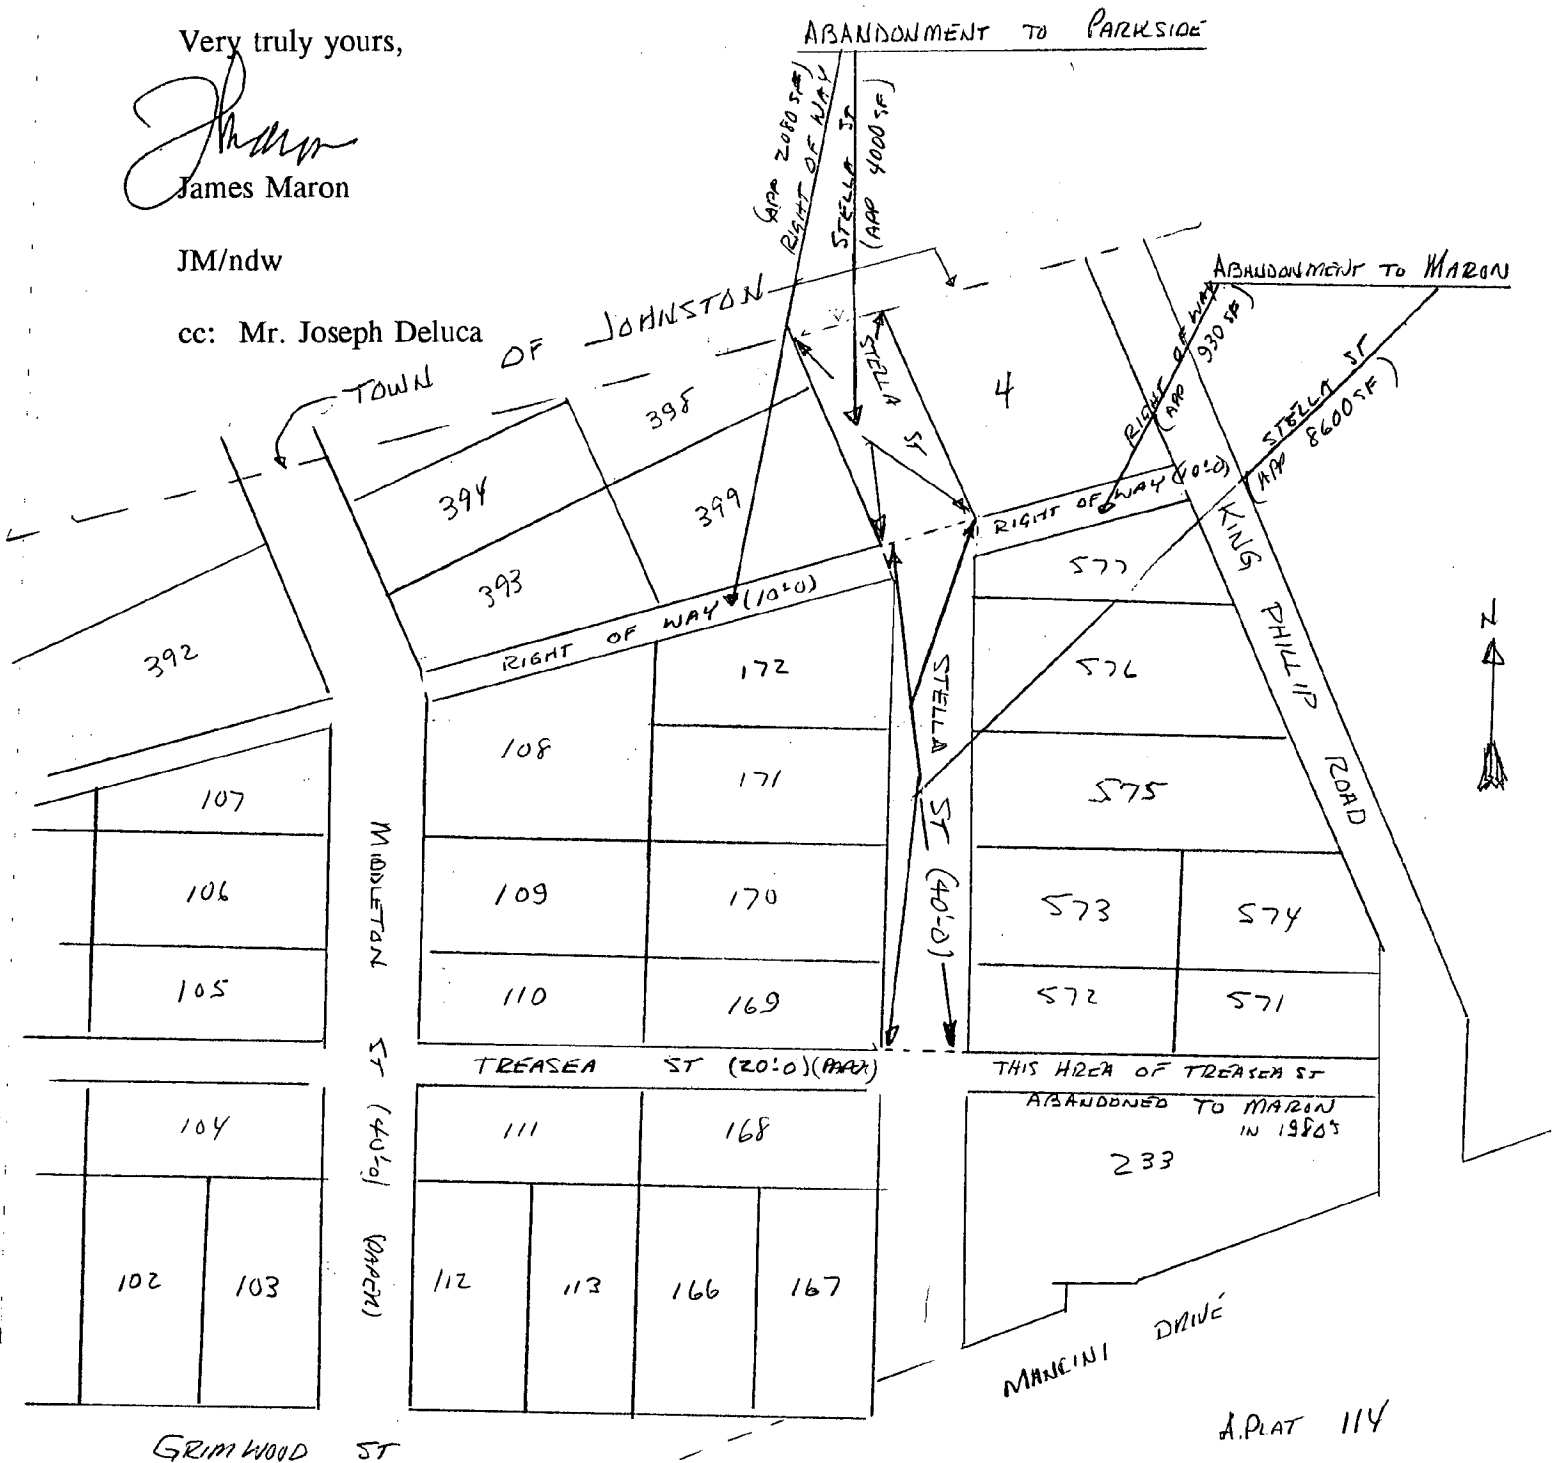 Very truly yours,
James Maron
JM/ndw
cc: Mr. Joseph Deluca
ABANDONMENT TO PARKSIDE
(APP 2080 SF)
RIGHT OF WAY
STELLA ST
(APP 4000 SF)
ABANDONMENT TO MARON
RIGHT OF WAY
(APP 930 SF)
STELLA ST
(APP 8600 SF)
TOWN OF JOHNSTON
STELLA ST
4
398
394
399
393
392
RIGHT OF WAY (10'-0)
RIGHT OF WAY (10'-0)
KING PHILLIP ROAD
N
577
576
575
573
574
572
571
172
108
171
107
106
109
170
105
110
169
STELLA ST (40'-0)
MIDDLETON ST (40'-0) (PAPER)
TREASEA ST (20'-0) (PAPER)
THIS AREA OF TREASEA ST
ABANDONED TO MARON
IN 1980's
104
111
168
233
102
103
112
113
166
167
MANCINI DRIVE
GRIMWOOD ST
A.PLAT 114